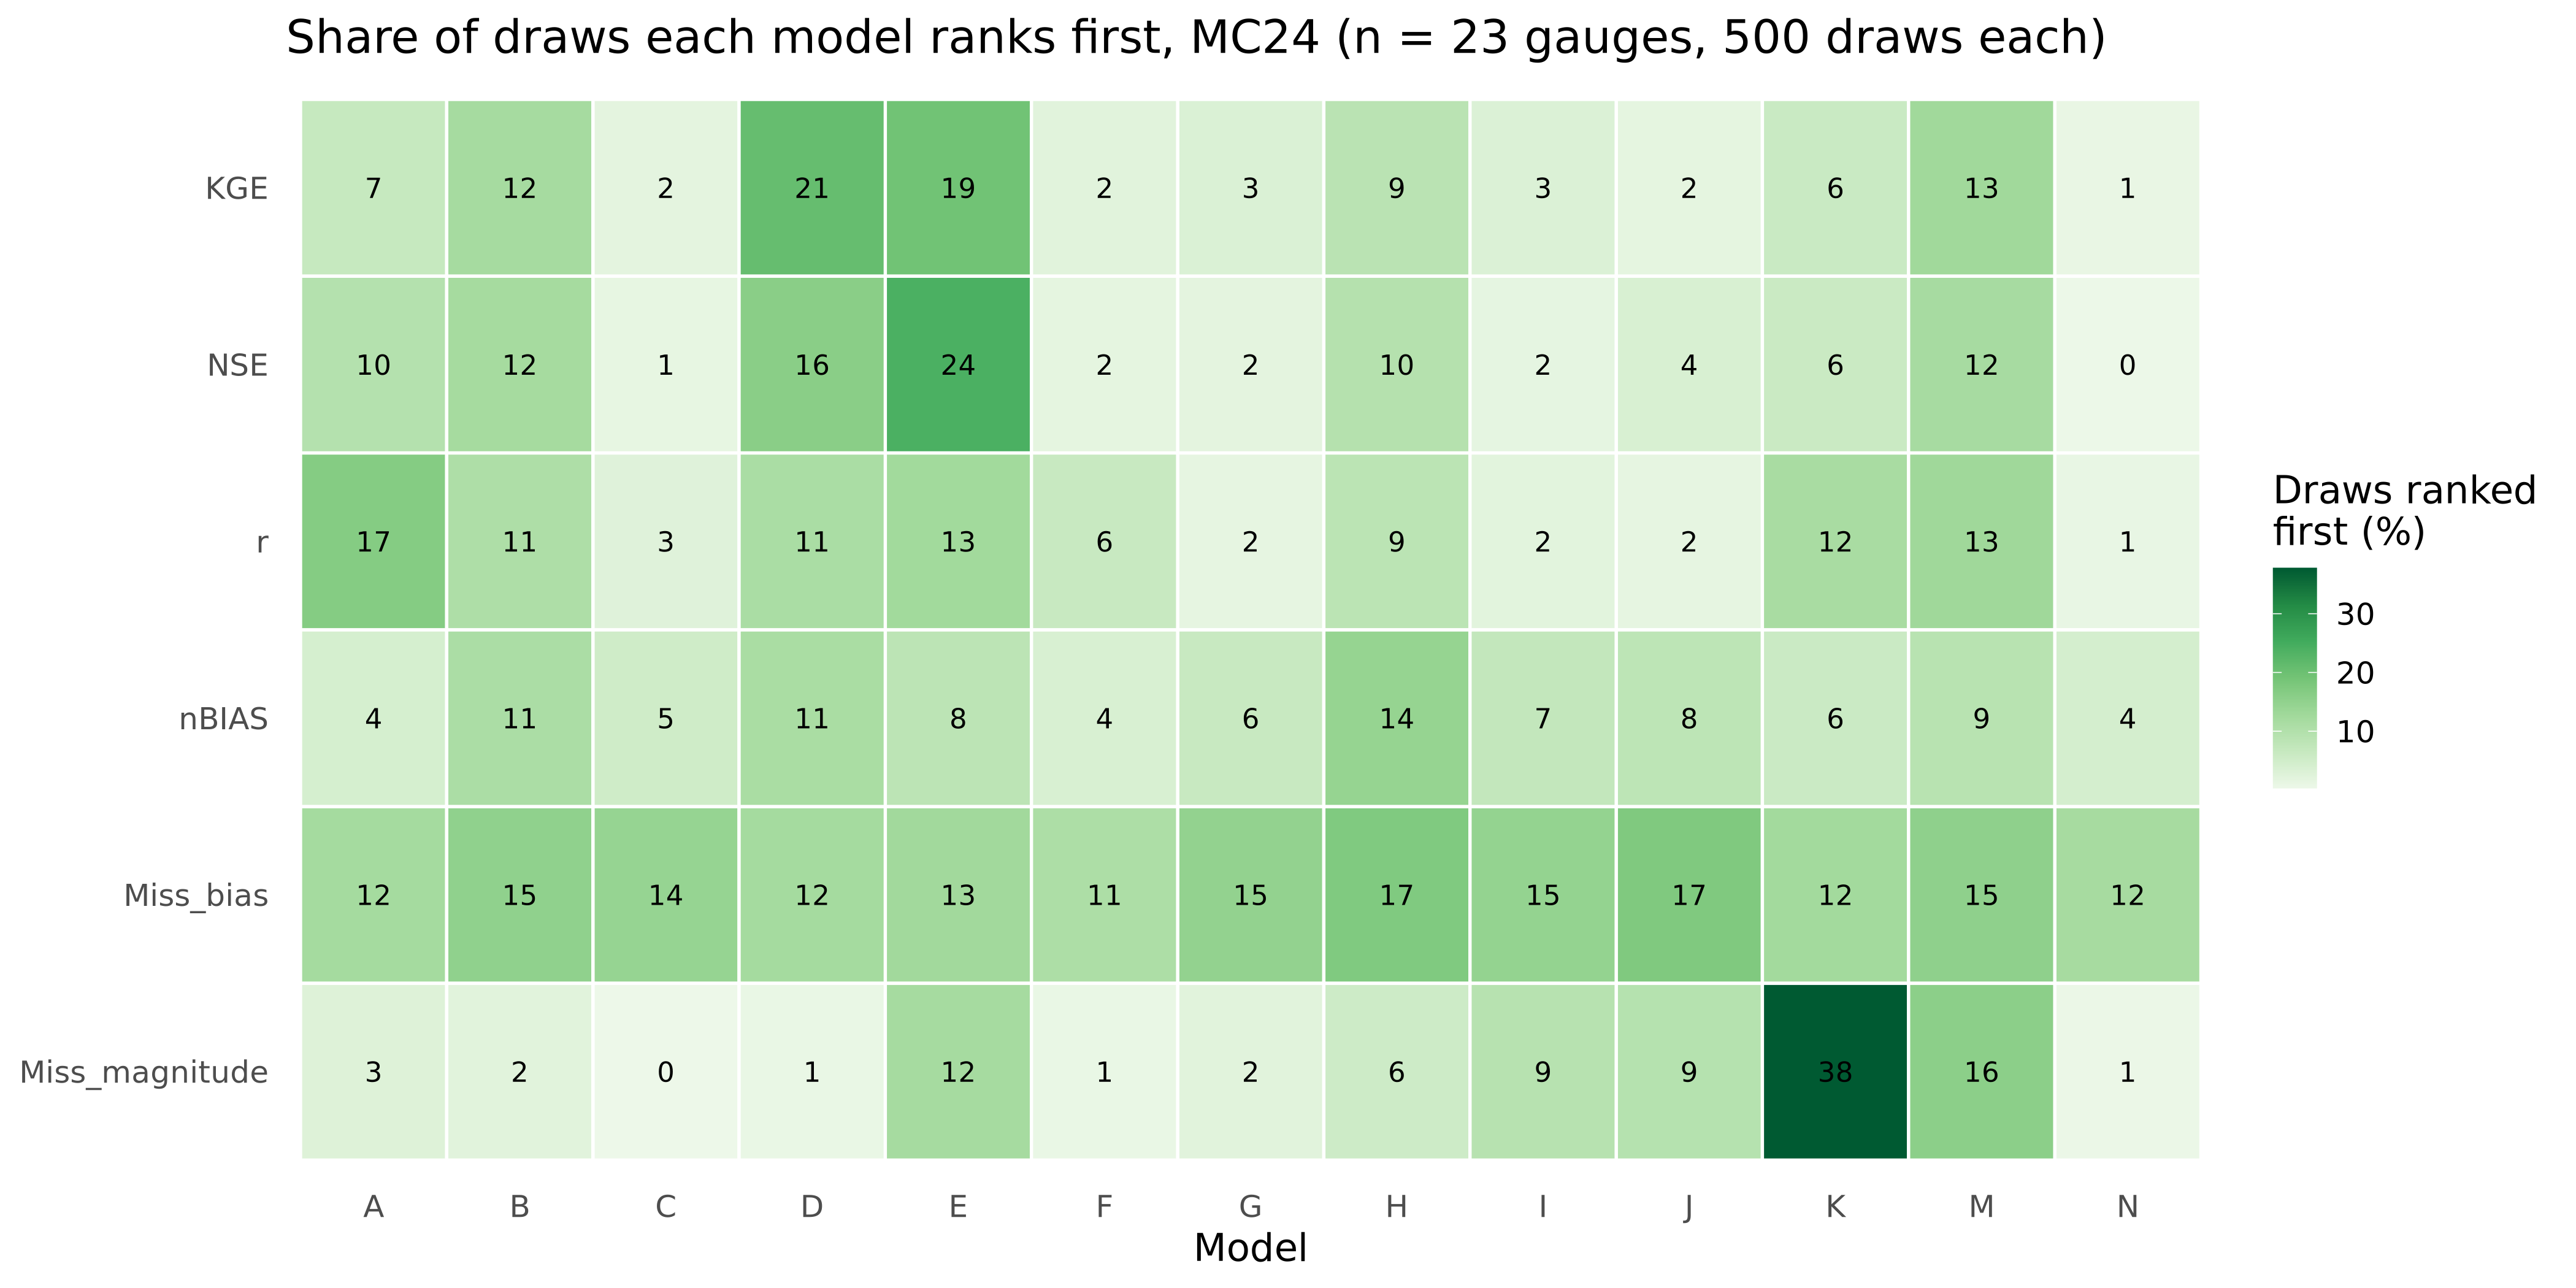 Share of draws each model ranks first, MC24 (n = 23 gauges, 500 draws each)
KGE 7 12 2 21 19 2 3 9 3 2 6 13 1
NSE 10 12 1 16 24 2 2 10 2 4 6 12 0
r 17 11 3 11 13 6 2 9 2 2 12 13 1
nBIAS 4 11 5 11 8 4 6 14 7 8 6 9 4
Miss_bias 12 15 14 12 13 11 15 17 15 17 12 15 12
Miss_magnitude 3 2 0 1 12 1 2 6 9 9 38 16 1
A B C D E F G H I J K M N
Model
Draws ranked
first (%)
30
20
10